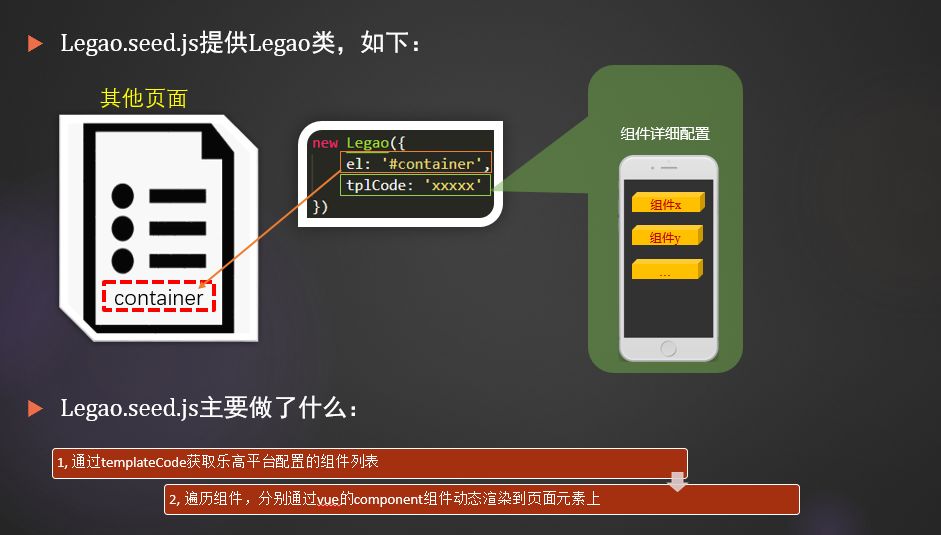 Legao.seed.js提供Legao类，如下：
其他页面
new Legao({
el: '#container',
tplCode: 'xxxxx'
})
container
组件详细配置
组件x
组件y
...
Legao.seed.js主要做了什么：
1, 通过templateCode获取乐高平台配置的组件列表
2, 遍历组件，分别通过vue的component组件动态渲染到页面元素上